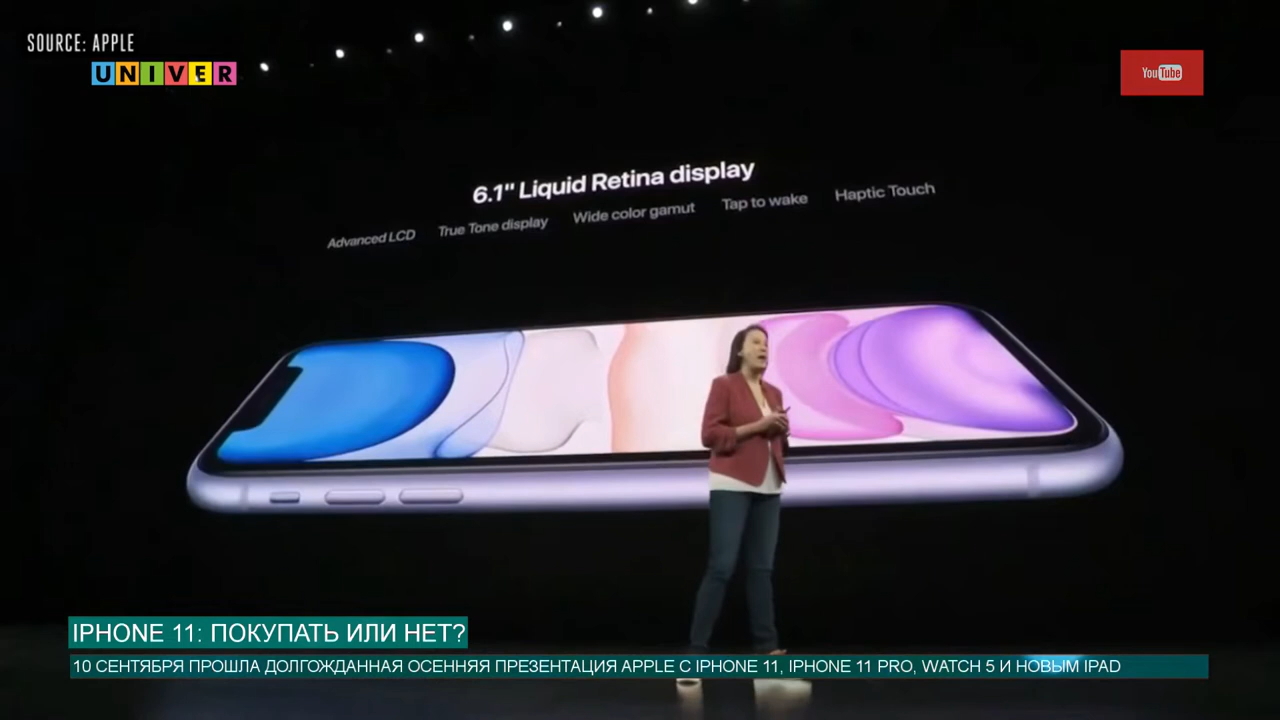 SOURCE: APPLE
UNIVER
YouTube
6.1" Liquid Retina display
Advanced LCD True Tone display Wide color gamut Tap to wake Haptic Touch
IPHONE 11: ПОКУПАТЬ ИЛИ НЕТ?
10 СЕНТЯБРЯ ПРОШЛА ДОЛГОЖДАННАЯ ОСЕННЯЯ ПРЕЗЕНТАЦИЯ APPLE С IPHONE 11, IPHONE 11 PRO, WATCH 5 И НОВЫМ IPAD